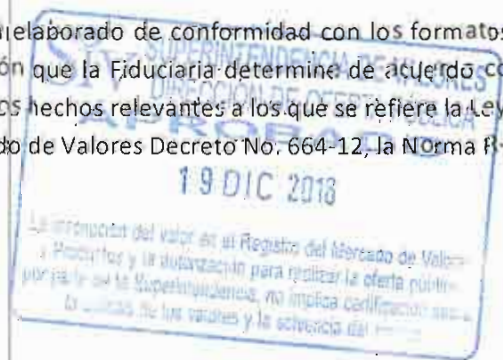 elaborado de conformidad con los formatos
ón que la Fiduciaria determine de acuerdo co
os hechos relevantes a los que se refiere la Ley
do de Valores Decreto No. 664-12, la Norma R
SIV SUPERINTENDENCIA DE VALORES
DIRECCIÓN DE OFERTA PÚBLICA
APROBADO
19 DIC 2018
La inscripción del valor en el Registro del Mercado de Valores
y Productos y la autorización para realizar la oferta pública
por parte de la Superintendencia, no implica certificación sobre
la de los valores y la solvencia del